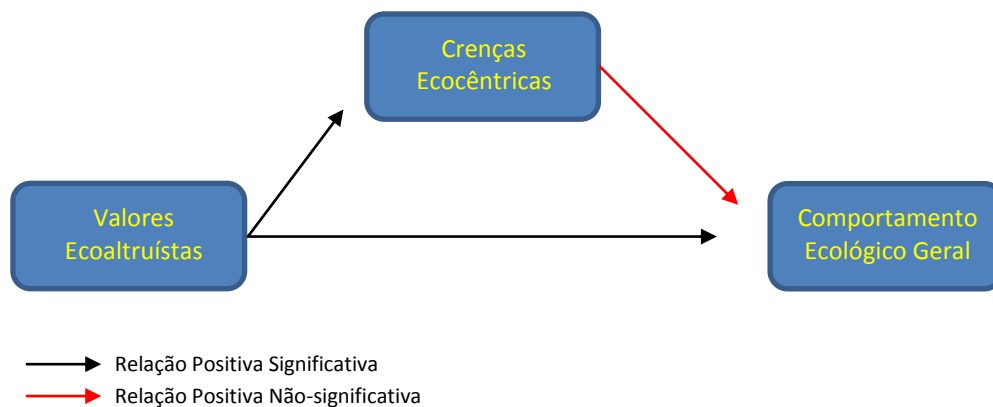 Crenças
Ecocêntricas
Valores
Ecoaltruístas
Comportamento
Ecológico Geral
Relação Positiva Significativa
Relação Positiva Não-significativa